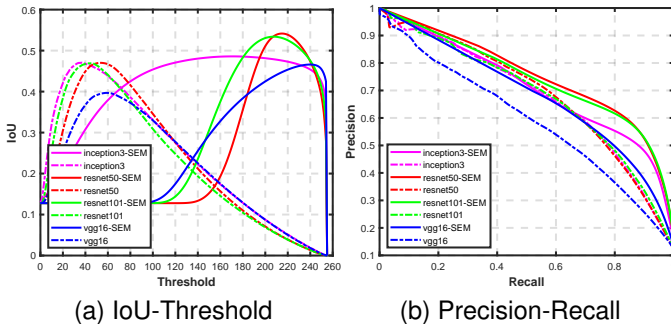 0.6
0.5
0.4
0.3
0.2
0.1
0
IoU
inception3-SEM
inception3
resnet50-SEM
resnet50
resnet101-SEM
resnet101
vgg16-SEM
vgg16
0 20 40 60 80 100 120 140 160 180 200 220 240 260
Threshold
(a) IoU-Threshold
1
0.9
0.8
0.7
0.6
0.5
0.4
0.3
0.2
0.1
Precision
inception3-SEM
inception3
resnet50-SEM
resnet50
resnet101-SEM
resnet101
vgg16-SEM
vgg16
0 0.2 0.4 0.6 0.8
Recall
(b) Precision-Recall